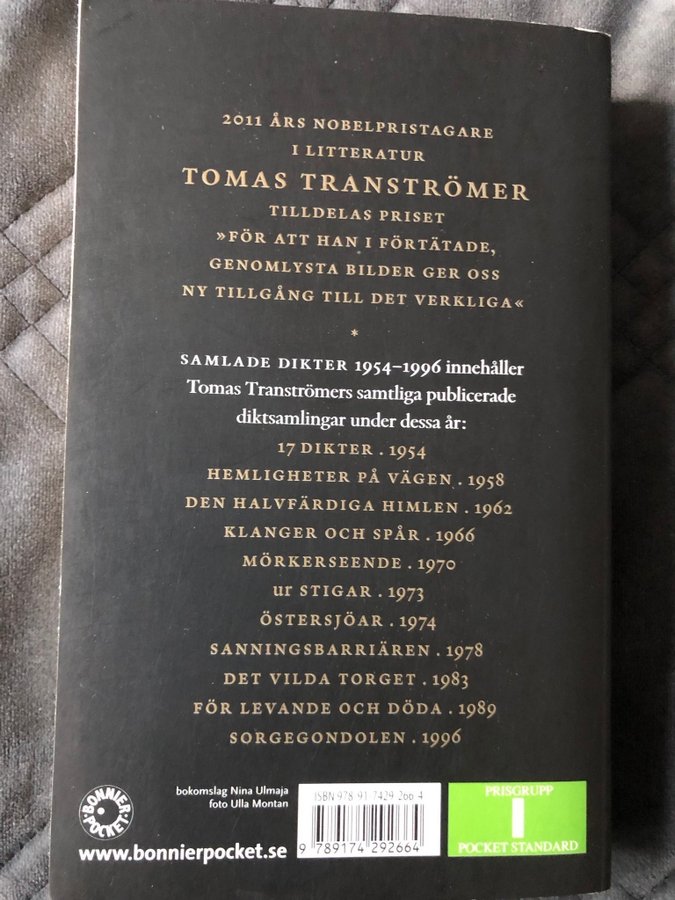 2011 ÅRS NOBELPRISTAGARE
I LITTERATUR
TOMAS TRANSTRÖMER
TILLDELAS PRISET
»FÖR ATT HAN I FÖRTÄTADE,
GENOMLYSTA BILDER GER OSS
NY TILLGÅNG TILL DET VERKLIGA«
*
SAMLADE DIKTER 1954–1996 innehåller
Tomas Tranströmers samtliga publicerade
diktsamlingar under dessa år:
17 DIKTER . 1954
HEMLIGHETER PÅ VÄGEN . 1958
DEN HALVFÄRDIGA HIMLEN . 1962
KLANGER OCH SPÅR . 1966
MÖRKERSEENDE . 1970
ur STIGAR . 1973
ÖSTERSJÖAR . 1974
SANNINGSBARRIÄREN . 1978
DET VILDA TORGET . 1983
FÖR LEVANDE OCH DÖDA . 1989
SORGEGONDOLEN . 1996
BONNIER POCKET
bokomslag Nina Ulmaja
foto Ulla Montan
www.bonnierpocket.se
ISBN 978 91 7429 266 4
9 789174 292664
PRISGRUPP
1
POCKET STANDARD